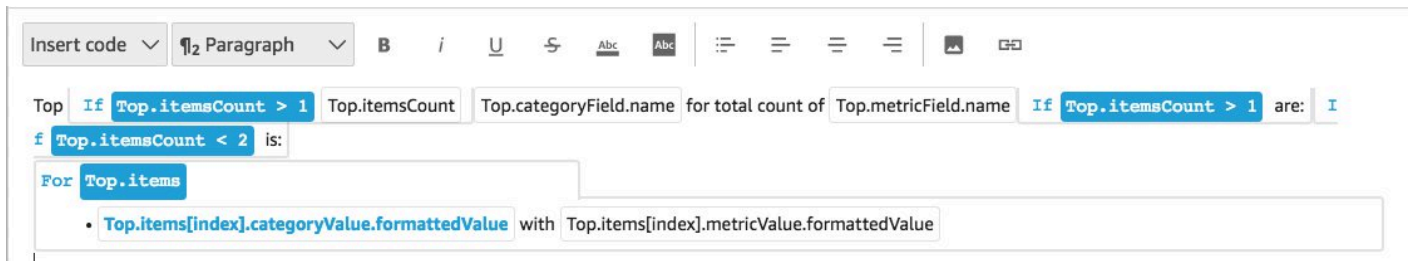 Insert code ¶₂ Paragraph B i U S Abc Abc
Top If Top.itemsCount > 1 Top.itemsCount Top.categoryField.name for total count of Top.metricField.name If Top.itemsCount > 1 are: I
f Top.itemsCount < 2 is:
For Top.items
• Top.items[index].categoryValue.formattedValue with Top.items[index].metricValue.formattedValue